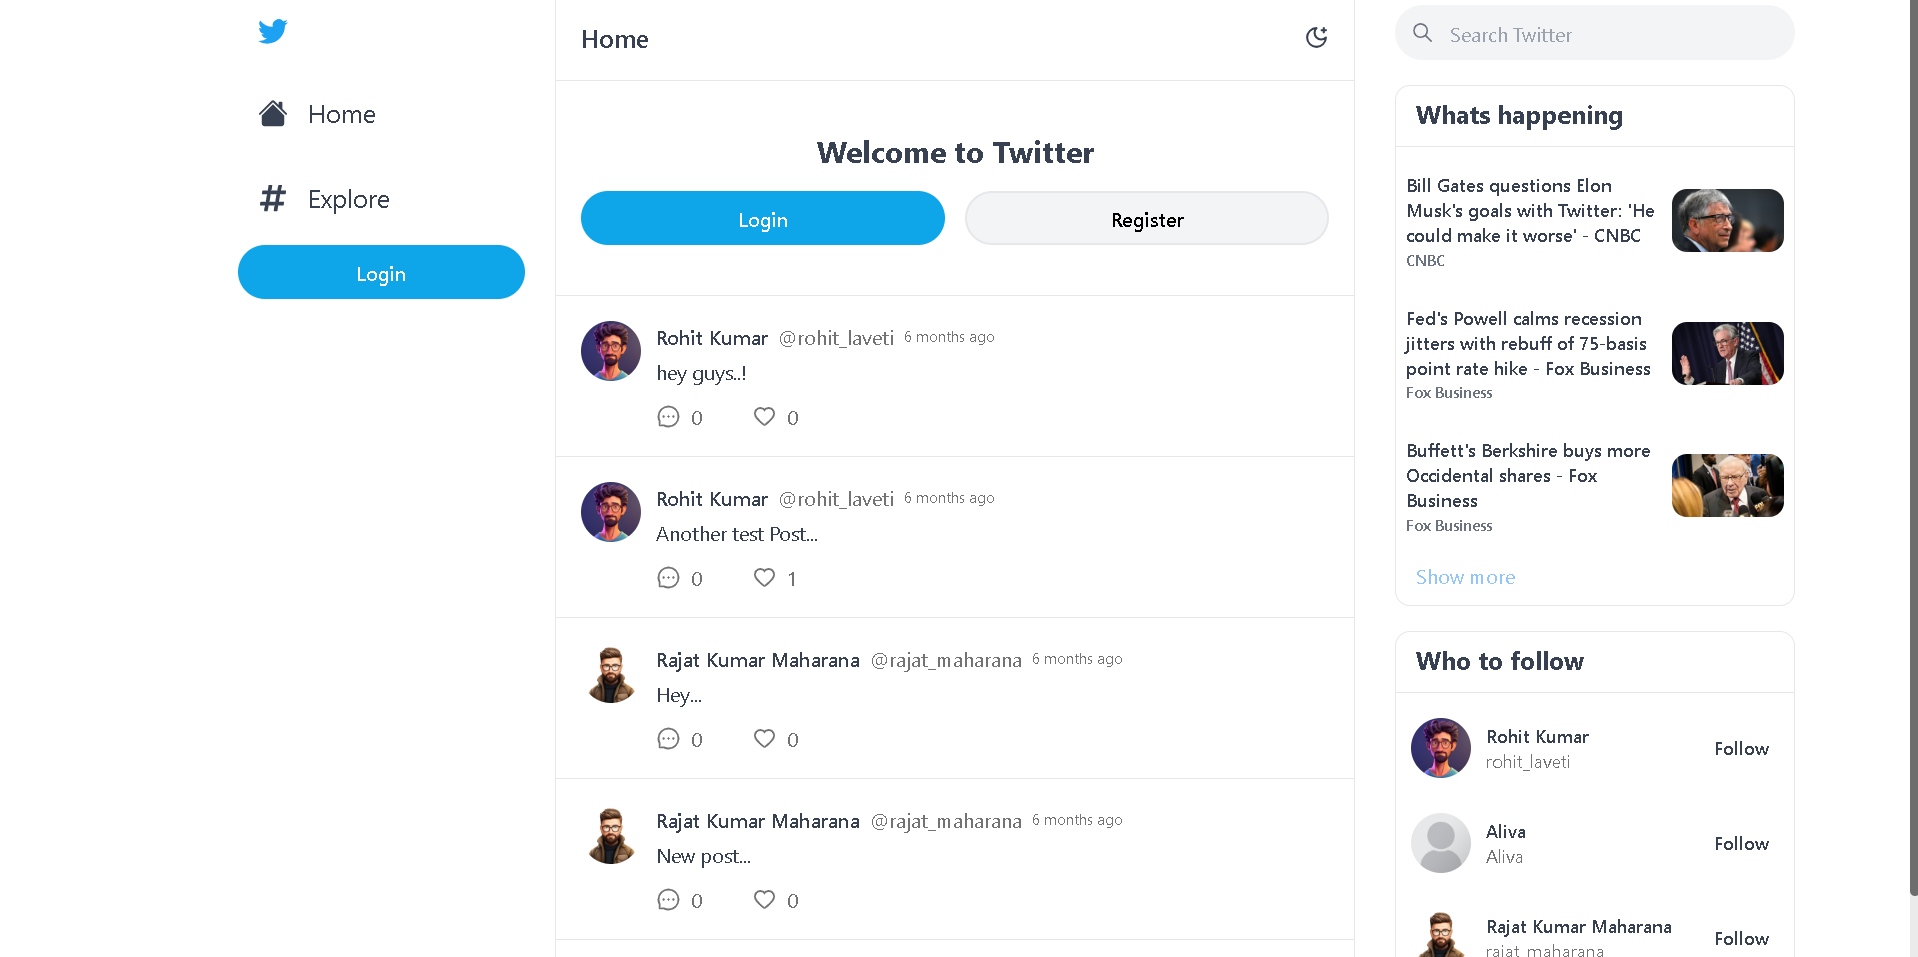 Home
Explore
Login
Home
Welcome to Twitter
Login
Register
Rohit Kumar @rohit_laveti 6 months ago
hey guys..!
0 0
Rohit Kumar @rohit_laveti 6 months ago
Another test Post...
0 1
Rajat Kumar Maharana @rajat_maharana 6 months ago
Hey...
0 0
Rajat Kumar Maharana @rajat_maharana 6 months ago
New post...
0 0
Search Twitter
Whats happening
Bill Gates questions Elon
Musk's goals with Twitter: 'He
could make it worse' - CNBC
CNBC
Fed's Powell calms recession
jitters with rebuff of 75-basis
point rate hike - Fox Business
Fox Business
Buffett's Berkshire buys more
Occidental shares - Fox
Business
Fox Business
Show more
Who to follow
Rohit Kumar
rohit_laveti
Follow
Aliva
Aliva
Follow
Rajat Kumar Maharana
rajat_maharana
Follow